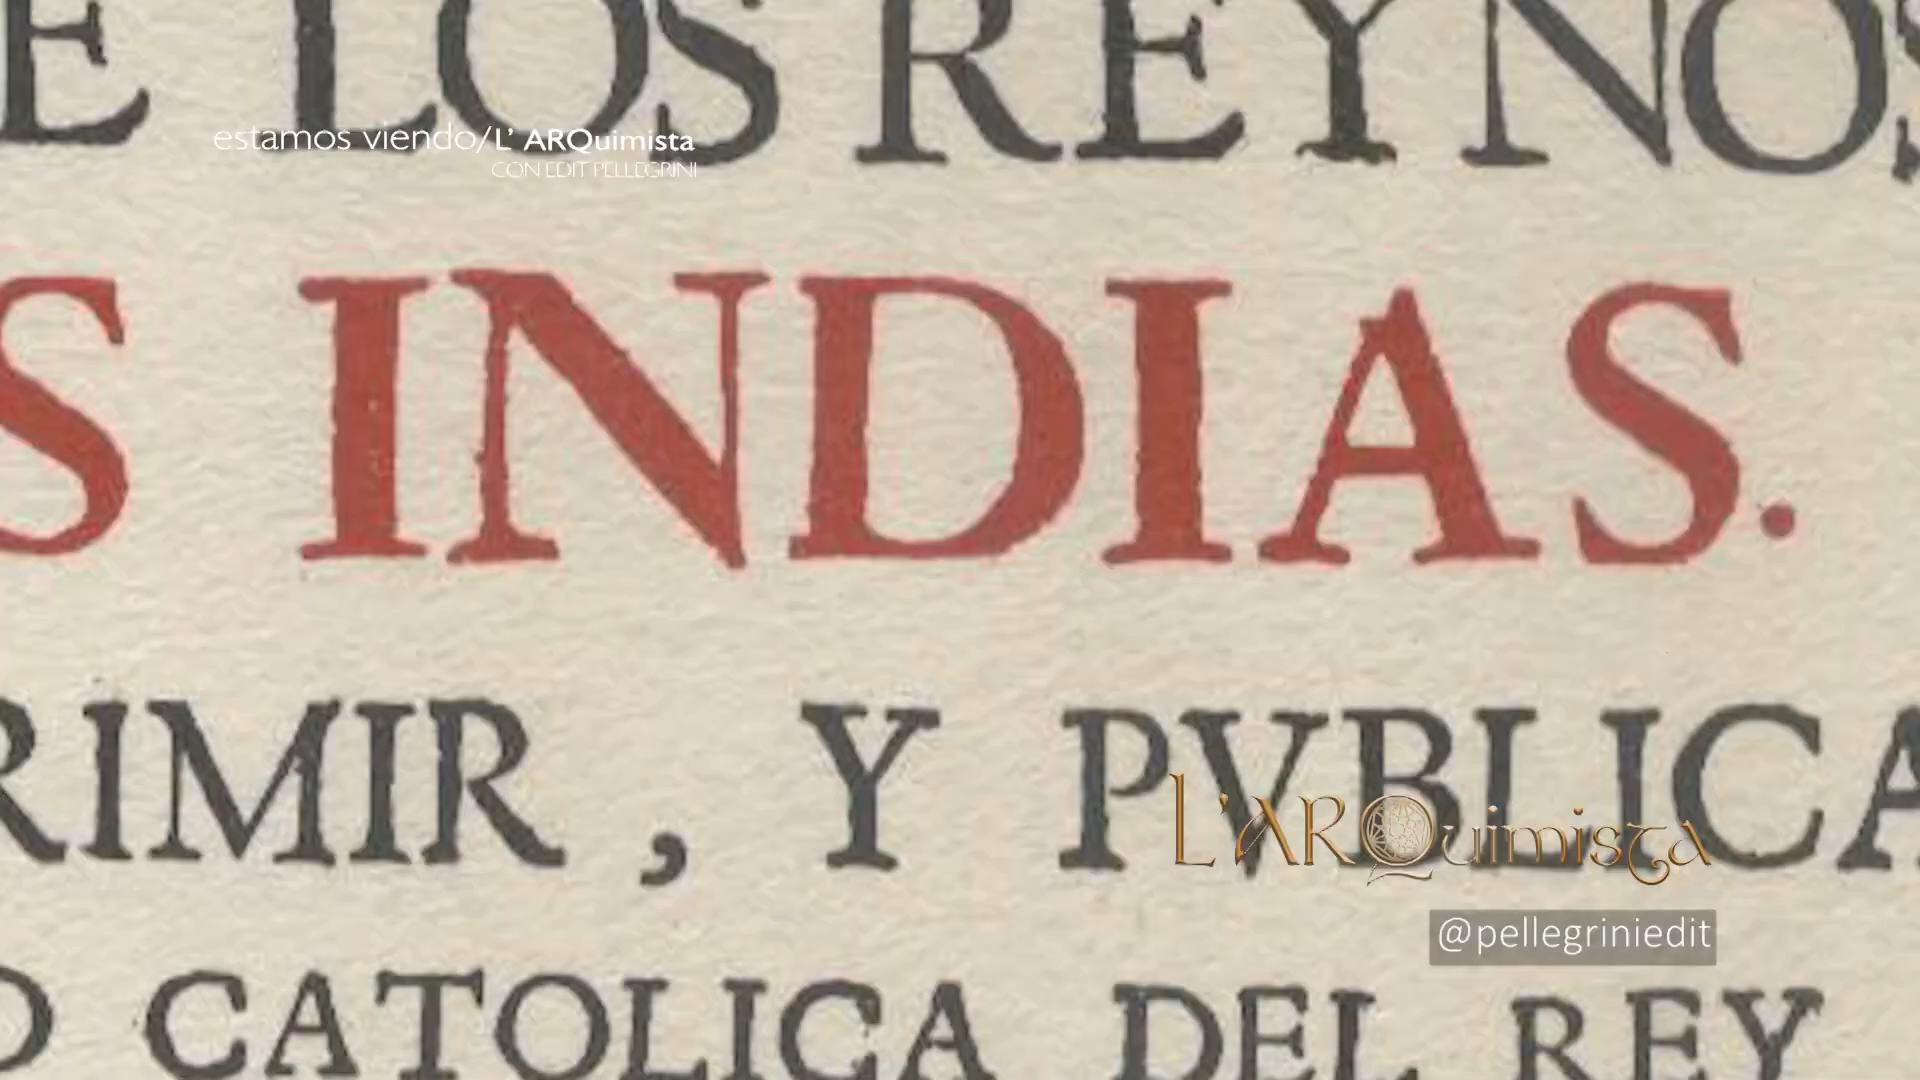 E LOS REYNOS
estamos viendo/L' ARQuimista
CON EDIT PELLEGRINI
S INDIAS.
RIMIR, Y PVBLICA
L'ARQuimista
@pellegriniedit
D CATOLICA DEL REY